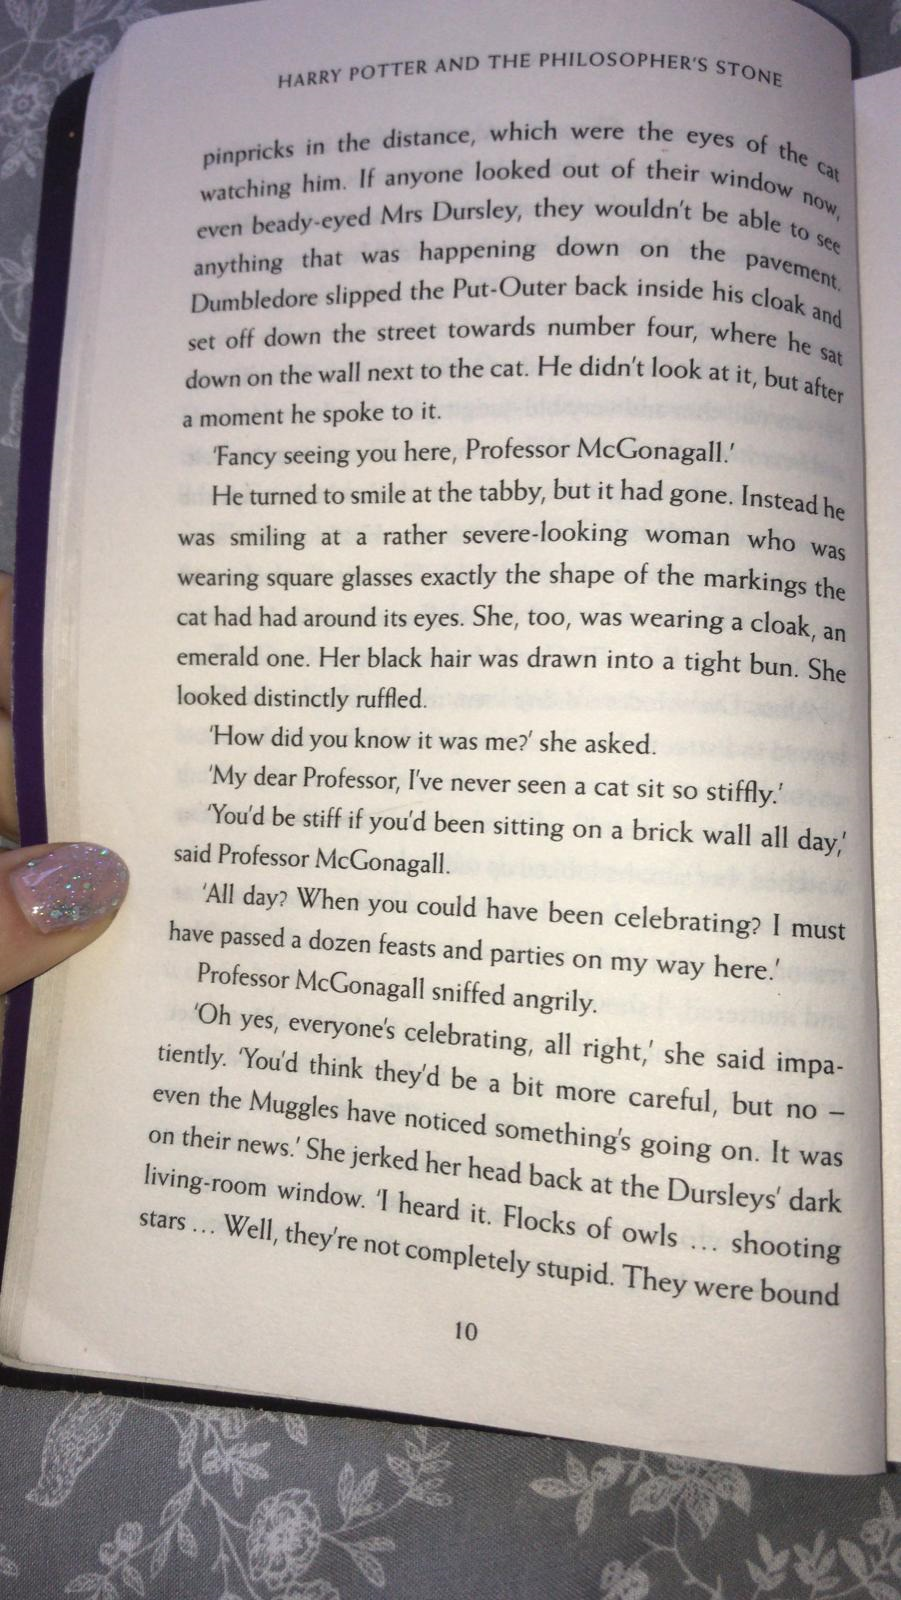 HARRY POTTER AND THE PHILOSOPHER'S STONE
pinpricks in the distance, which were the eyes of the cat
watching him. If anyone looked out of their window now,
even beady-eyed Mrs Dursley, they wouldn't be able to see
anything that was happening down on the pavement.
Dumbledore slipped the Put-Outer back inside his cloak and
set off down the street towards number four, where he sat
down on the wall next to the cat. He didn't look at it, but after
a moment he spoke to it.
'Fancy seeing you here, Professor McGonagall.'
He turned to smile at the tabby, but it had gone. Instead he
was smiling at a rather severe-looking woman who was
wearing square glasses exactly the shape of the markings the
cat had had around its eyes. She, too, was wearing a cloak, an
emerald one. Her black hair was drawn into a tight bun. She
looked distinctly ruffled.
'How did you know it was me?' she asked.
'My dear Professor, I've never seen a cat sit so stiffly.'
'You'd be stiff if you'd been sitting on a brick wall all day,'
said Professor McGonagall.
'All day? When you could have been celebrating? I must
have passed a dozen feasts and parties on my way here.'
Professor McGonagall sniffed angrily.
'Oh yes, everyone's celebrating, all right,' she said impa-
tiently. 'You'd think they'd be a bit more careful, but no –
even the Muggles have noticed something's going on. It was
on their news.' She jerked her head back at the Dursleys' dark
living-room window. 'I heard it. Flocks of owls ... shooting
stars ... Well, they're not completely stupid. They were bound
10